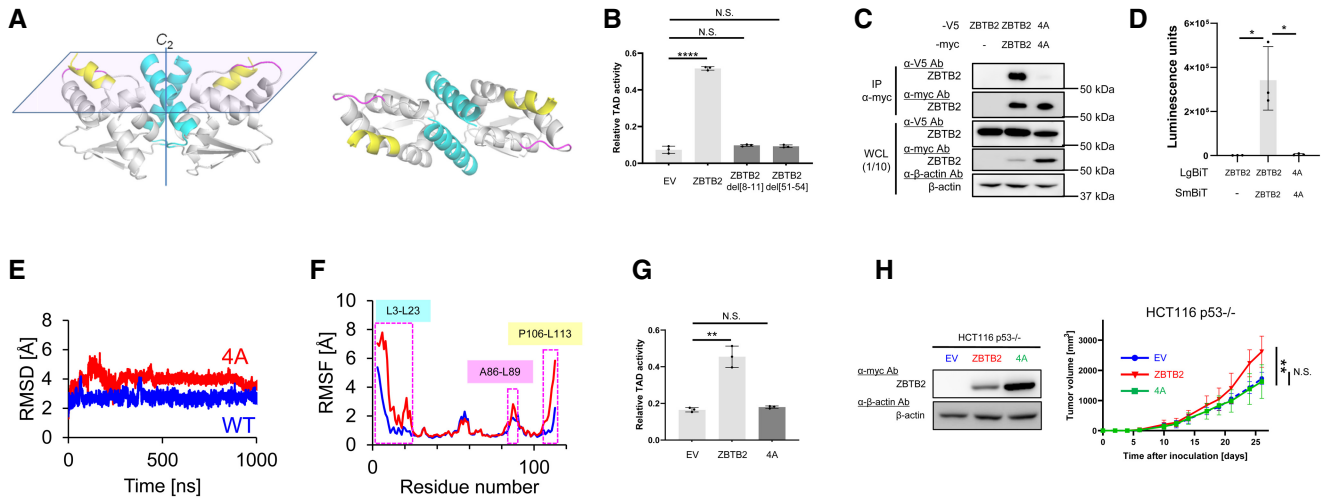 A
C2
B
N.S.
N.S.
****
Relative TAD activity
0.6
0.4
0.2
0.0
EV
ZBTB2
ZBTB2
del[8-11]
ZBTB2
del[51-54]
C
-V5 ZBTB2 ZBTB2 4A
-myc - ZBTB2 4A
IP
α-myc
α-V5 Ab
ZBTB2
50 kDa
α-myc Ab
ZBTB2
50 kDa
WCL
(1/10)
α-V5 Ab
ZBTB2
50 kDa
α-myc Ab
ZBTB2
50 kDa
α-β-actin Ab
β-actin
37 kDa
D
Luminescence units
6×10⁵
4×10⁵
2×10⁵
0
* *
LgBiT ZBTB2 ZBTB2 4A
SmBiT - ZBTB2 4A
E
RMSD [Å]
8
6
4
2
0
4A
WT
0 500 1000
Time [ns]
F
RMSF [Å]
10
8
6
4
2
0
L3-L23
A86-L89
P106-L113
0 100
Residue number
G
N.S.
**
Relative TAD activity
0.6
0.4
0.2
0.0
EV ZBTB2 4A
H
HCT116 p53-/-
EV ZBTB2 4A
α-myc Ab
ZBTB2
α-β-actin Ab
β-actin
HCT116 p53-/-
Tumor volume [mm³]
4000
3000
2000
1000
0
EV
ZBTB2
4A
**
N.S.
0 5 10 15 20 25
Time after inoculation [days]